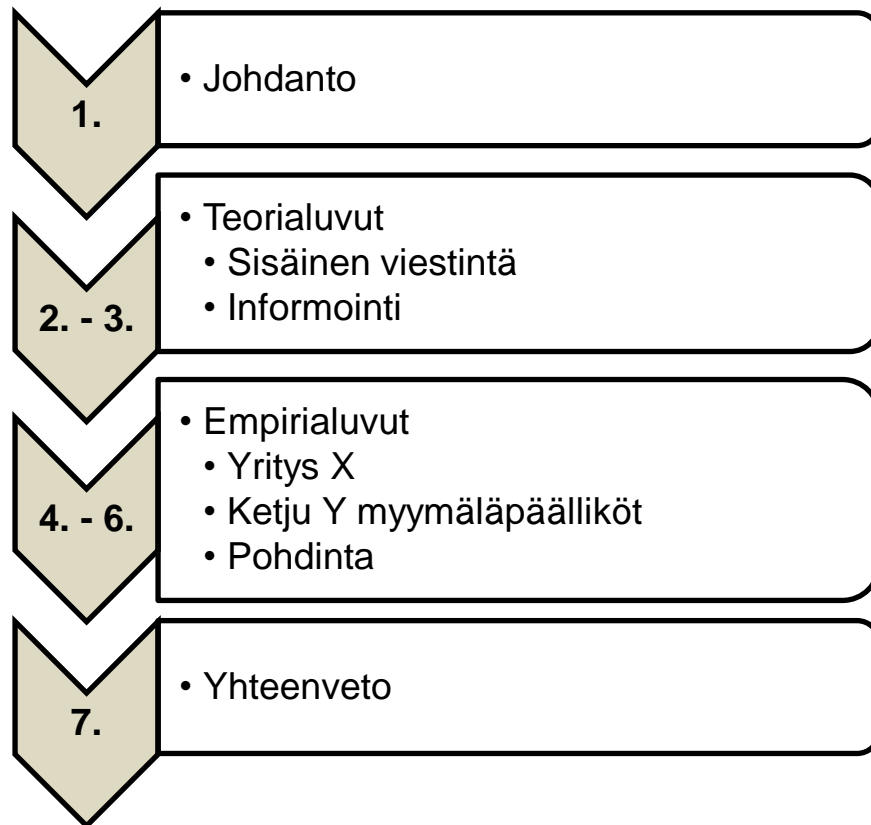 1.
• Johdanto
2. - 3.
• Teorialuvut
• Sisäinen viestintä
• Informointi
4. - 6.
• Empirialuvut
• Yritys X
• Ketju Y myymäläpäälliköt
• Pohdinta
7.
• Yhteenveto